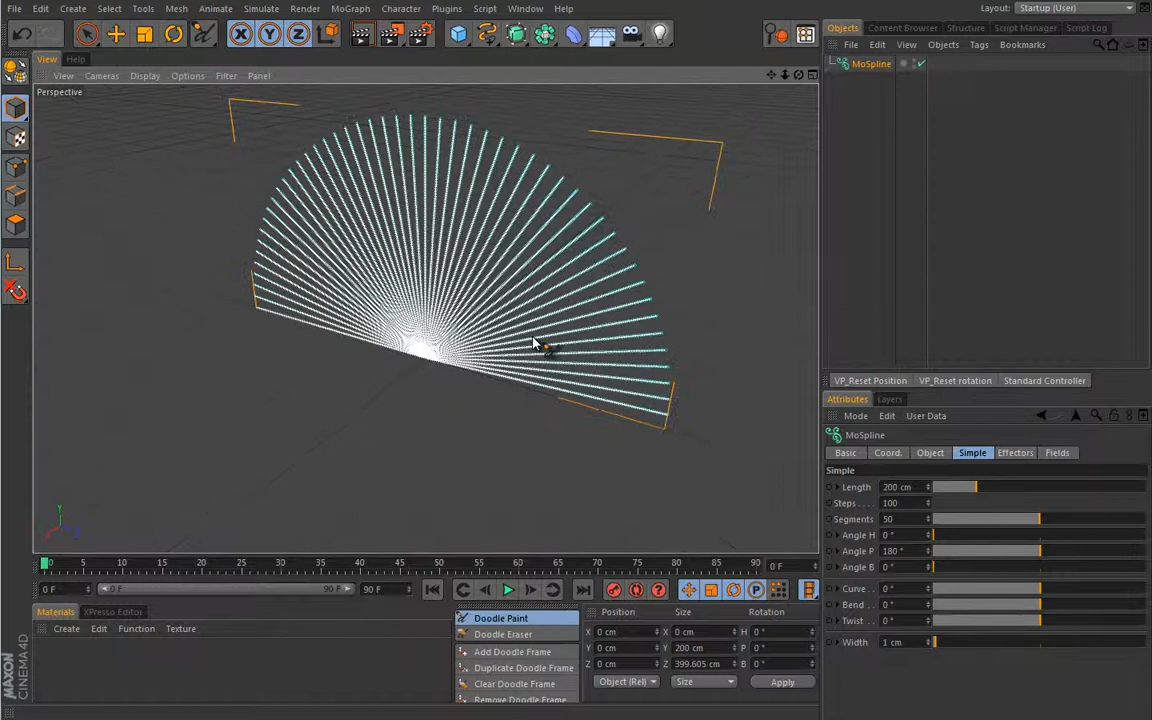 File Edit Create Select Tools Mesh Animate Simulate Render MoGraph Character Plugins Script Window Help Layout: Startup (User)
X Y Z
Objects Content Browser Structure Script Manager Script Log
File Edit View Objects Tags Bookmarks
MoSpline
View Help
View Cameras Display Options Filter Panel
Perspective
Y
VP_Reset Position VP_Reset rotation Standard Controller
Attributes Layers
Mode Edit User Data
MoSpline
Basic Coord. Object Simple Effectors Fields
Simple
Length 200 cm
Steps . . . . 100
Segments 50
Angle H 0 °
Angle P 180 °
Angle B 0 °
Curve . . 0 °
Bend . . . 0 °
Twist . . . 0 °
Width 1 cm
0 5 10 15 20 25 30 35 40 45 50 55 60 65 70 75 80 85 90 0 F
0 F 0 F 90 F 90 F
Materials XPresso Editor
Create Edit Function Texture
Doodle Paint
Doodle Eraser
Add Doodle Frame
Duplicate Doodle Frame
Clear Doodle Frame
Remove Doodle Frame
Position Size Rotation
X 0 cm X 0 cm H 0 °
Y 0 cm Y 200 cm P 0 °
Z 0 cm Z 399.605 cm B 0 °
Object (Rel) Size Apply
MAXON
CINEMA4D